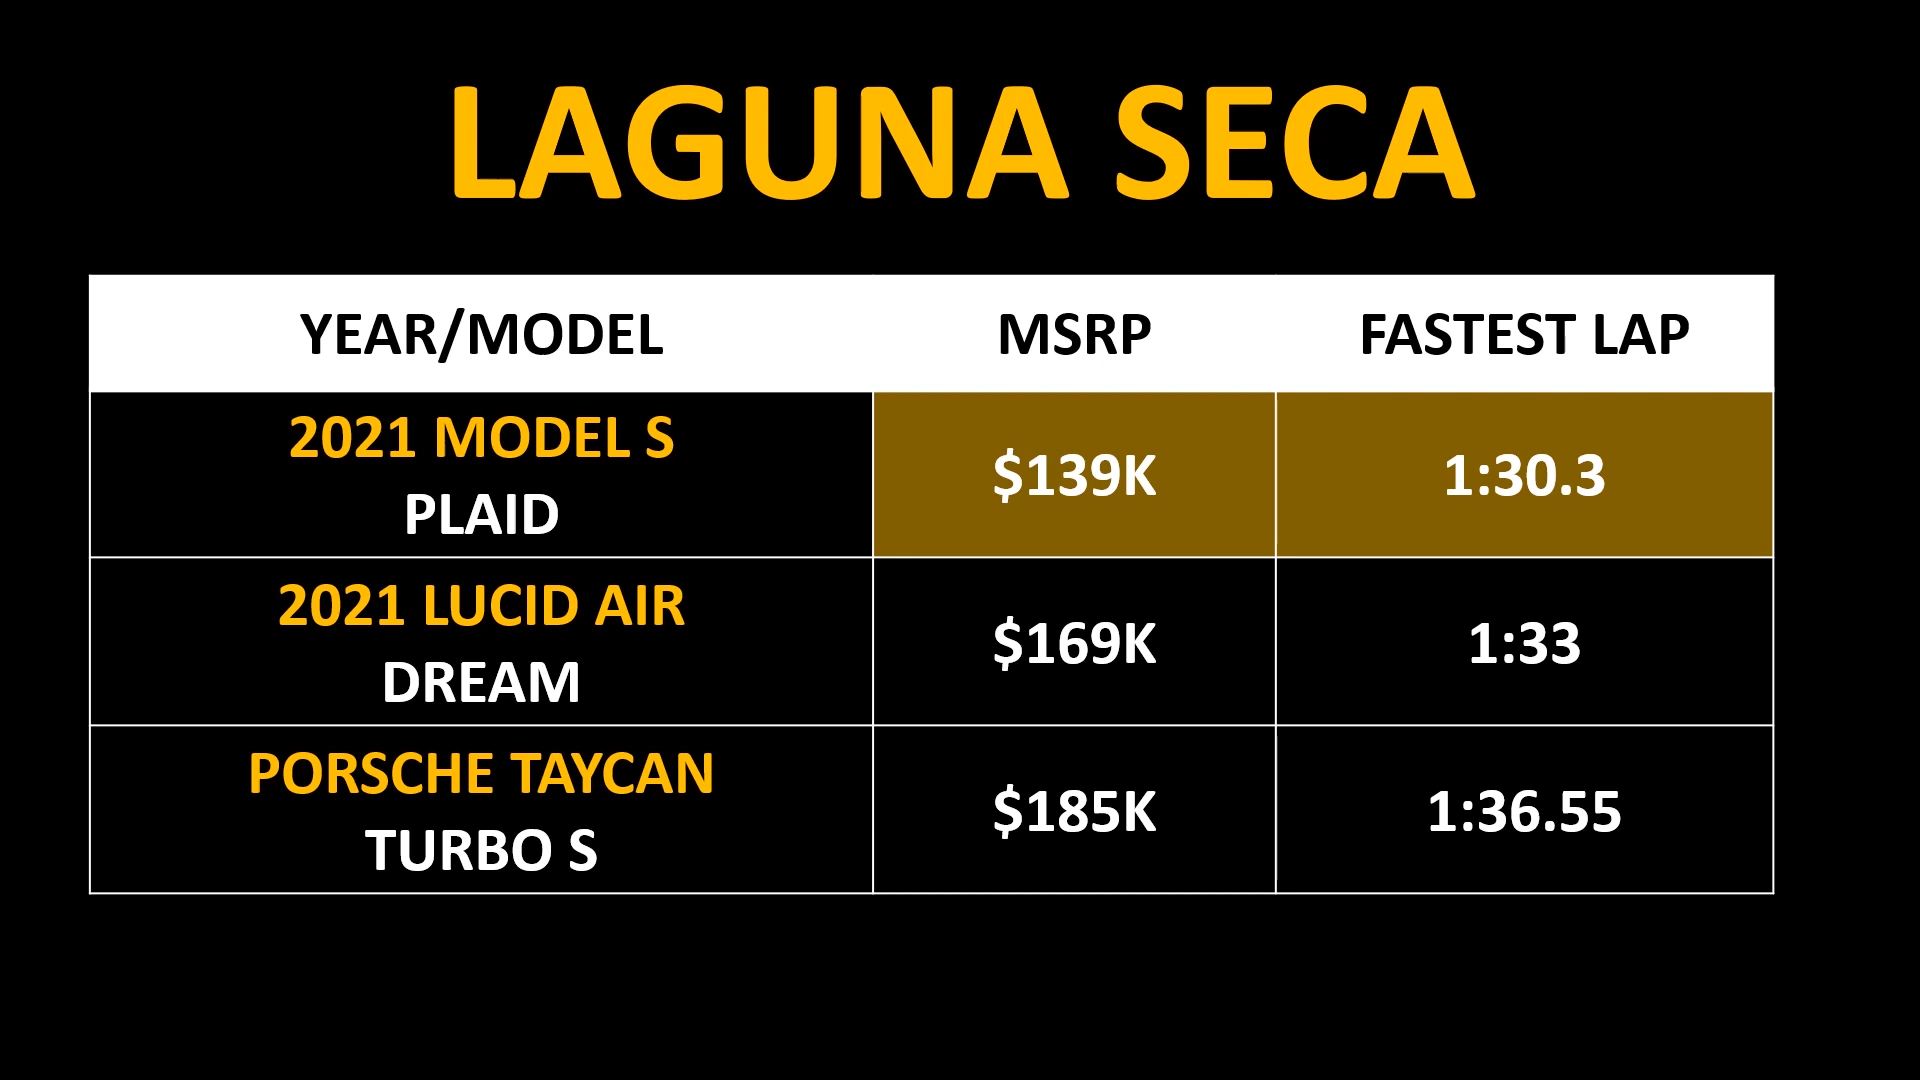 LAGUNA SECA
YEAR/MODEL MSRP FASTEST LAP
2021 MODEL S
PLAID
$139K 1:30.3
2021 LUCID AIR
DREAM
$169K 1:33
PORSCHE TAYCAN
TURBO S
$185K 1:36.55